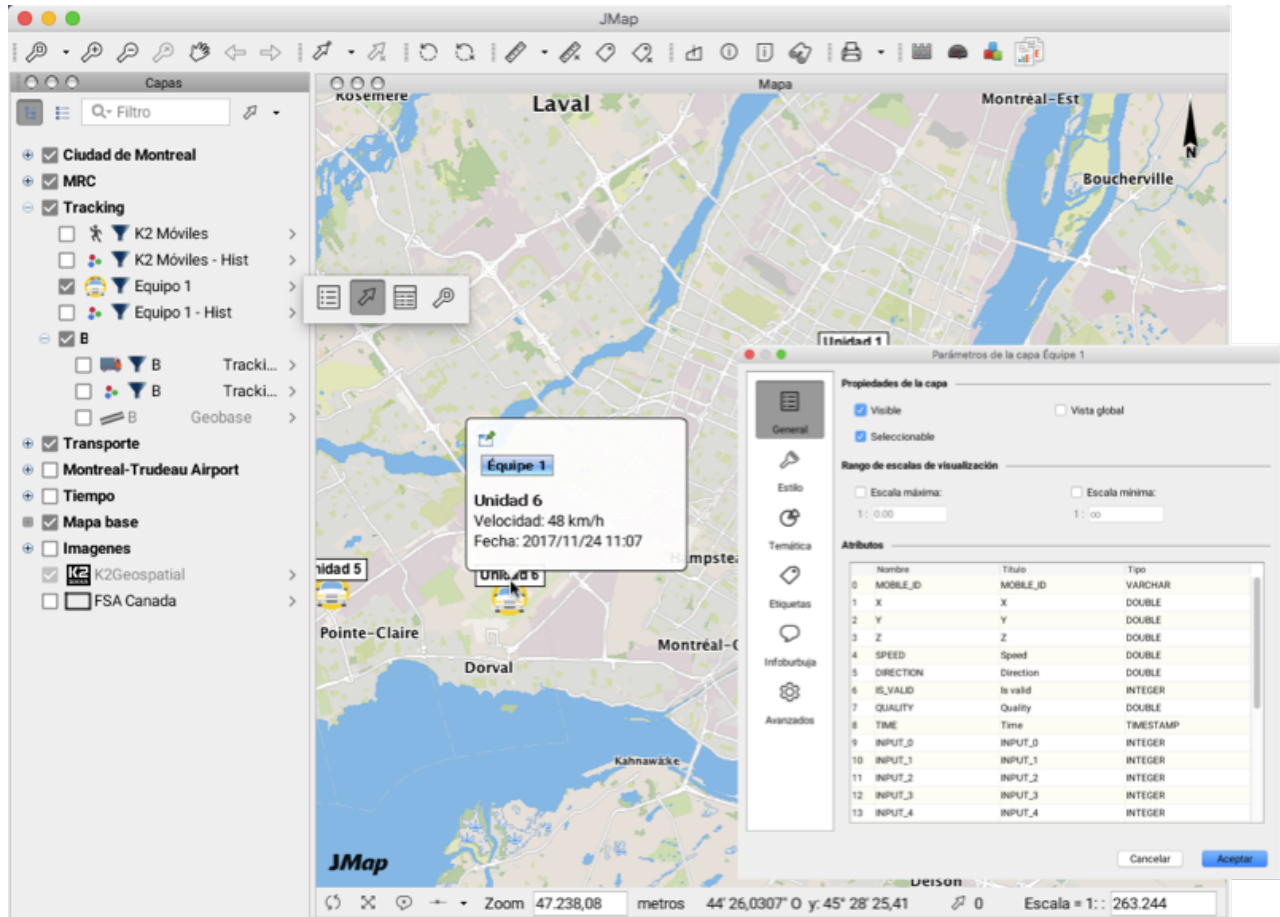 JMap
Capas
Mapa
Filtro
Ciudad de Montreal
MRC
Tracking
K2 Móviles
K2 Móviles - Hist
Equipo 1
Equipo 1 - Hist
B
B Tracki...
B Tracki...
B Geobase
Transporte
Montreal-Trudeau Airport
Tiempo
Mapa base
Imagenes
K2 K2Geospatial
FSA Canada
Rosemère
Laval
Montréal-Est
N
Boucherville
Unidad 1
Équipe 1
Unidad 6
Velocidad: 48 km/h
Fecha: 2017/11/24 11:07
Hampste
nidad 5
Unidad 6
Pointe-Claire
Montréal-O
Dorval
Kahnawake
JMap
Delson
Parámetros de la capa Équipe 1
General
Estilo
Temática
Etiquetas
Infoburbuja
Avanzados
Propiedades de la capa
Visible Vista global
Seleccionable
Rango de escalas de visualización
Escala máxima: Escala mínima:
1 : 0.00 1 : ∞
Atributos
Nombre Título Tipo
0 MOBILE_ID MOBILE_ID VARCHAR
1 X X DOUBLE
2 Y Y DOUBLE
3 Z Z DOUBLE
4 SPEED Speed DOUBLE
5 DIRECTION Direction DOUBLE
6 IS_VALID Is valid INTEGER
7 QUALITY Quality DOUBLE
8 TIME Time TIMESTAMP
9 INPUT_0 INPUT_0 INTEGER
10 INPUT_1 INPUT_1 INTEGER
11 INPUT_2 INPUT_2 INTEGER
12 INPUT_3 INPUT_3 INTEGER
13 INPUT_4 INPUT_4 INTEGER
Cancelar Aceptar
Zoom 47.238,08 metros 44' 26,0307" O y: 45° 28' 25,41 0 Escala = 1: : 263.244